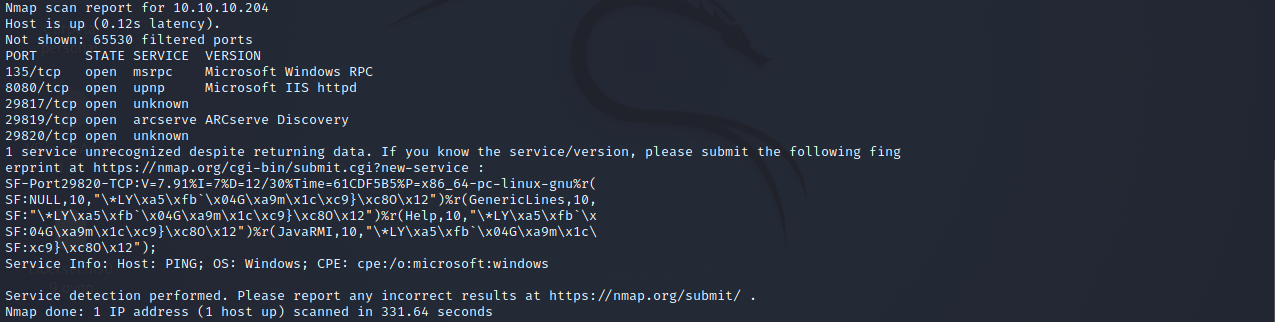 Nmap scan report for 10.10.10.204
Host is up (0.12s latency).
Not shown: 65530 filtered ports
PORT      STATE SERVICE  VERSION
135/tcp   open  msrpc    Microsoft Windows RPC
8080/tcp  open  upnp     Microsoft IIS httpd
29817/tcp open  unknown
29819/tcp open  arcserve ARCserve Discovery
29820/tcp open  unknown
1 service unrecognized despite returning data. If you know the service/version, please submit the following fing
erprint at https://nmap.org/cgi-bin/submit.cgi?new-service :
SF-Port29820-TCP:V=7.91%I=7%D=12/30%Time=61CDF5B5%P=x86_64-pc-linux-gnu%r(
SF:NULL,10,"\*LY\xa5\xfb`\x04G\xa9m\x1c\xc9}\xc8O\x12")%r(GenericLines,10,
SF:"\*LY\xa5\xfb`\x04G\xa9m\x1c\xc9}\xc8O\x12")%r(Help,10,"\*LY\xa5\xfb`\x
SF:04G\xa9m\x1c\xc9}\xc8O\x12")%r(JavaRMI,10,"\*LY\xa5\xfb`\x04G\xa9m\x1c\
SF:xc9}\xc8O\x12");
Service Info: Host: PING; OS: Windows; CPE: cpe:/o:microsoft:windows

Service detection performed. Please report any incorrect results at https://nmap.org/submit/ .
Nmap done: 1 IP address (1 host up) scanned in 331.64 seconds